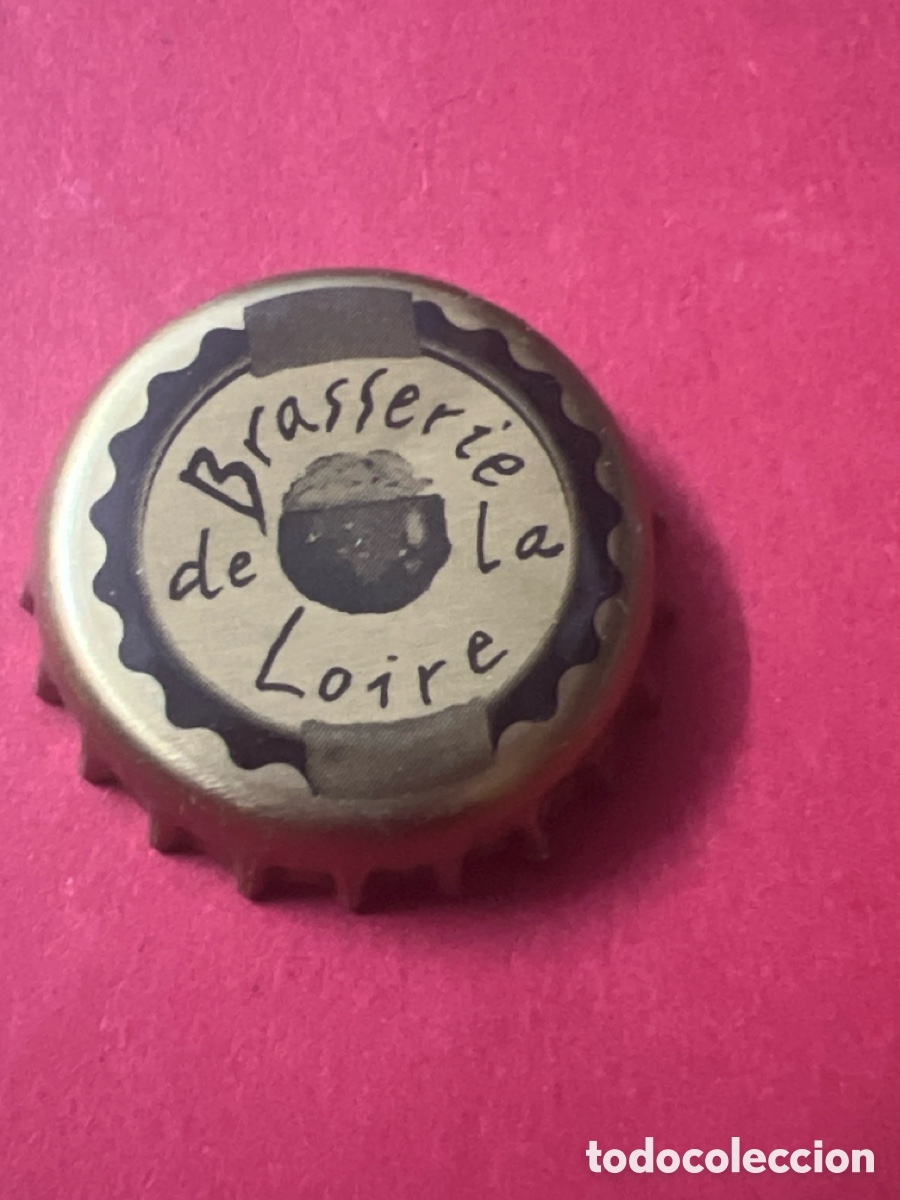 Brasserie
de la
Loire
todocoleccion